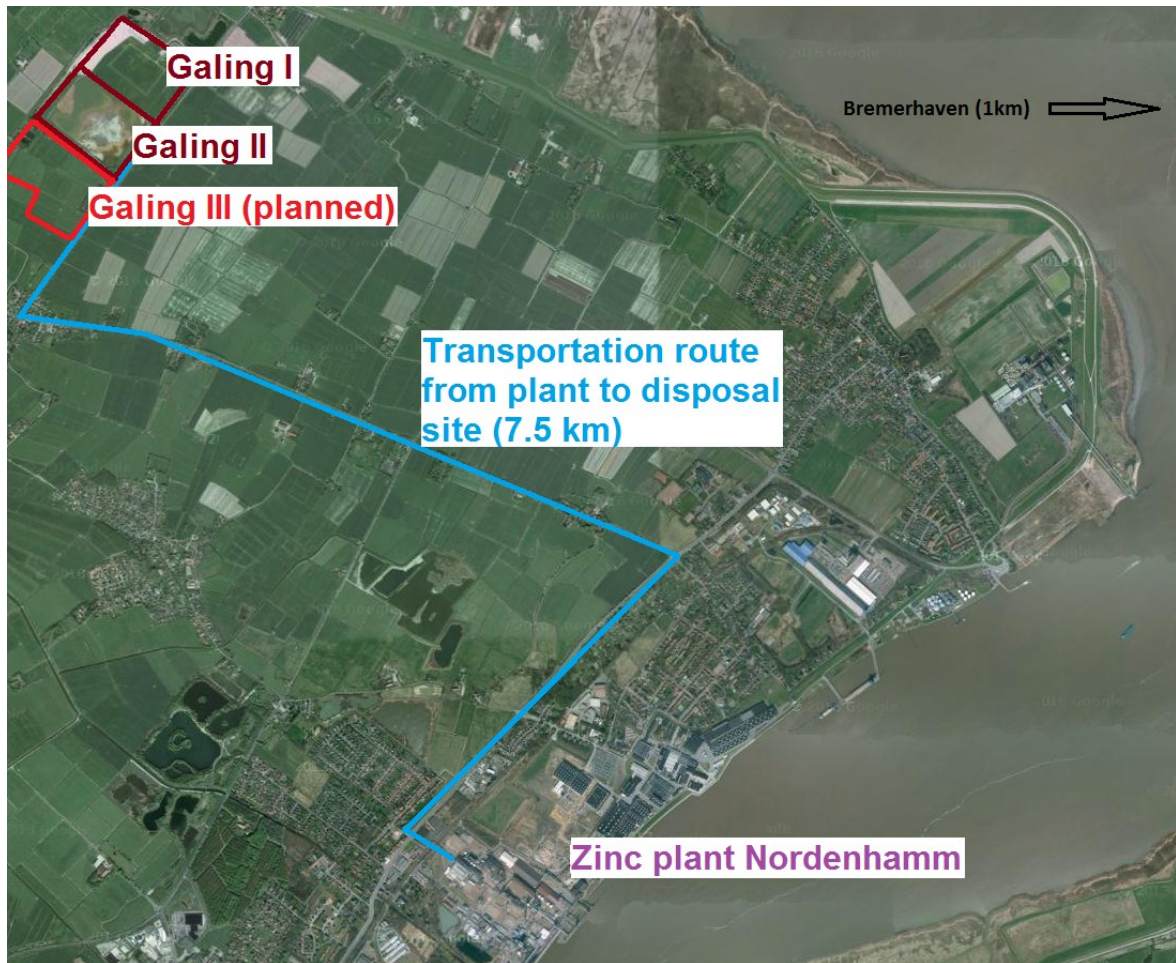 Galing I
Bremerhaven (1km)
Galing II
Galing III (planned)
Transportation route
from plant to disposal
site (7.5 km)
Zinc plant Nordenhamm